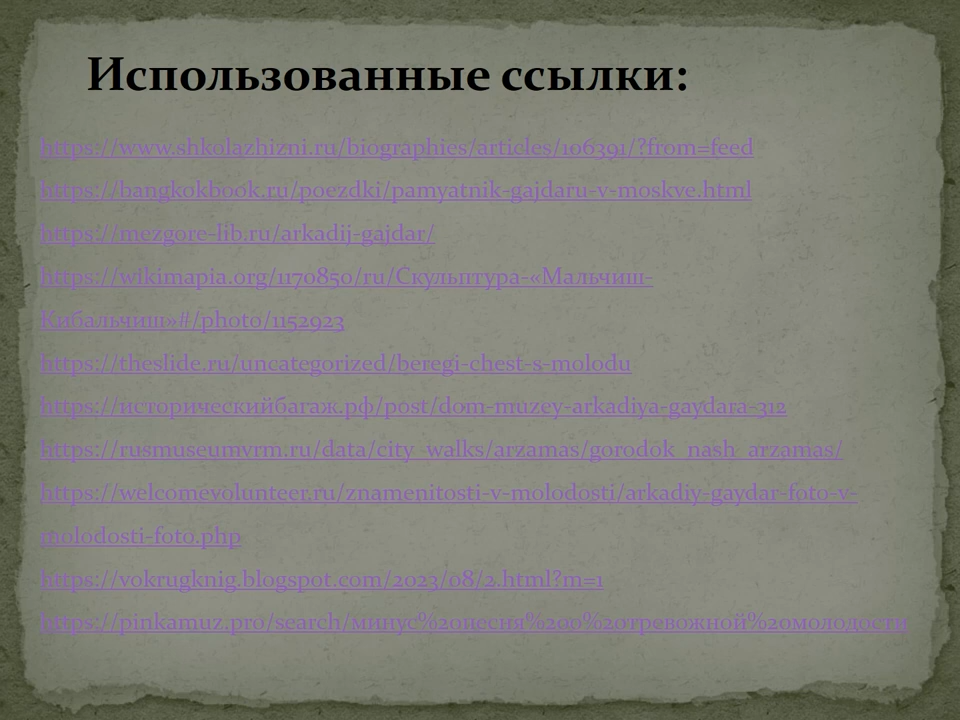 Использованные ссылки:
https://www.shkolazhizni.ru/biographies/articles/106391/?from=feed
https://bangkokbook.ru/poezdki/pamyatnik-gajdaru-v-moskve.html
https://mezgore-lib.ru/arkadij-gajdar/
https://wikimapia.org/1170850/ru/Скульптура-«Мальчиш-
Кибальчиш»#/photo/1152923
https://theslide.ru/uncategorized/beregi-chest-s-molodu
https://историческийбагаж.рф/post/dom-muzey-arkadiya-gaydara-312
https://rusmuseumvrm.ru/data/city_walks/arzamas/gorodok_nash_arzamas/
https://welcomevolunteer.ru/znamenitosti-v-molodosti/arkadiy-gaydar-foto-v-
molodosti-foto.php
https://vokrugknig.blogspot.com/2023/08/2.html?m=1
https://pinkamuz.pro/search/минус%20песня%20о%20тревожной%20молодости